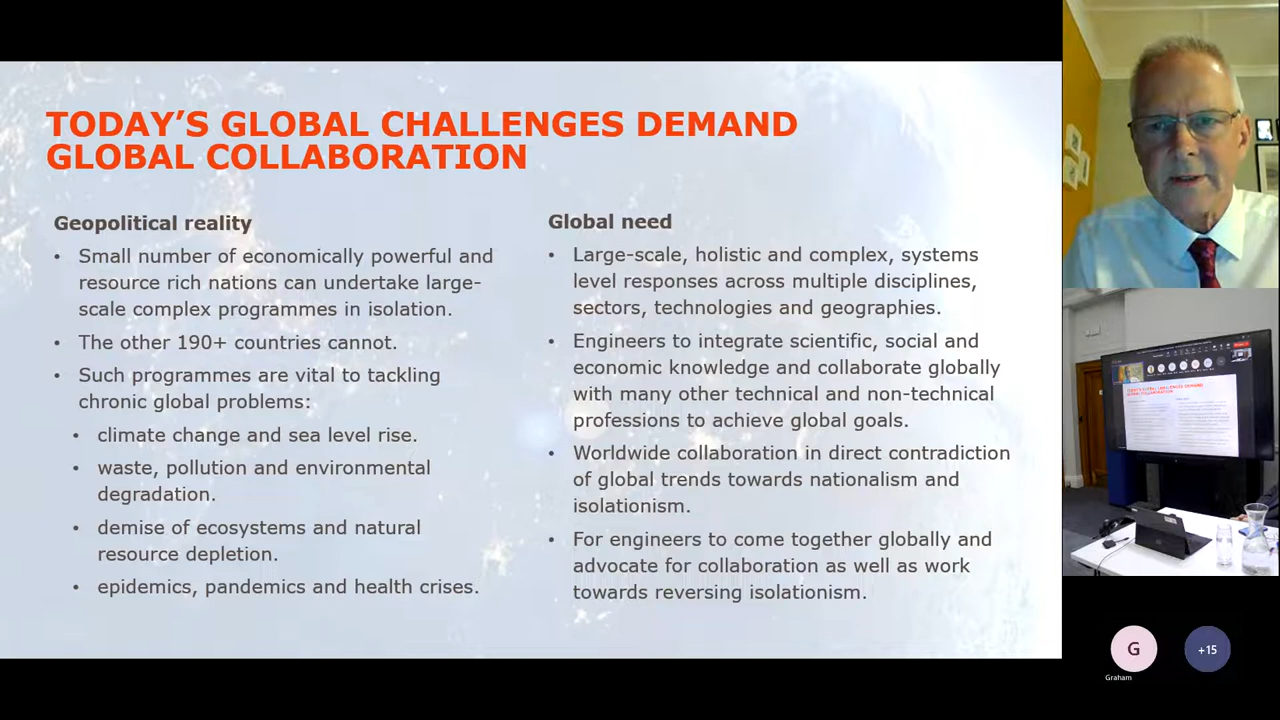 TODAY'S GLOBAL CHALLENGES DEMAND
GLOBAL COLLABORATION
Geopolitical reality
• Small number of economically powerful and
resource rich nations can undertake large-
scale complex programmes in isolation.
• The other 190+ countries cannot.
• Such programmes are vital to tackling
chronic global problems:
• climate change and sea level rise.
• waste, pollution and environmental
degradation.
• demise of ecosystems and natural
resource depletion.
• epidemics, pandemics and health crises.
Global need
• Large-scale, holistic and complex, systems
level responses across multiple disciplines,
sectors, technologies and geographies.
• Engineers to integrate scientific, social and
economic knowledge and collaborate globally
with many other technical and non-technical
professions to achieve global goals.
• Worldwide collaboration in direct contradiction
of global trends towards nationalism and
isolationism.
• For engineers to come together globally and
advocate for collaboration as well as work
towards reversing isolationism.
TODAY'S GLOBAL CHALLENGES DEMAND
GLOBAL COLLABORATION
G
Graham
+15